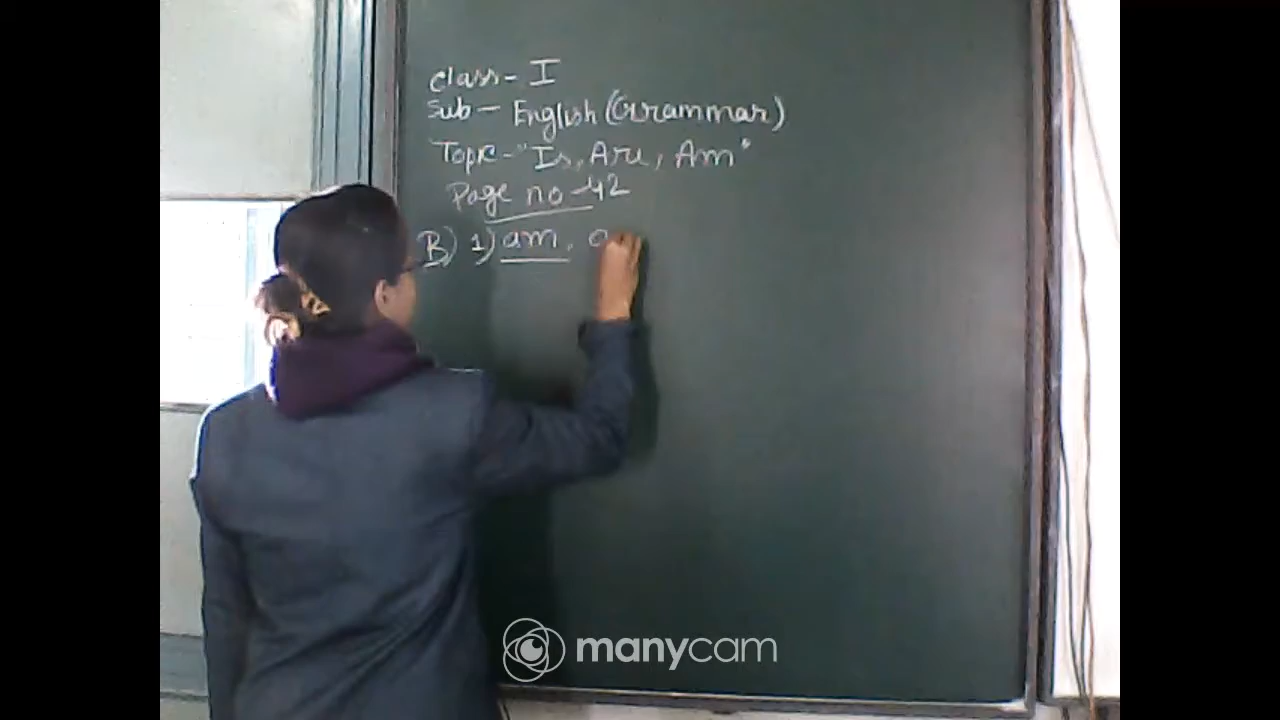 Class - I
Sub - English (Grammar)
Topic - "Is, Are, Am"
Page no - 42
B) 1) am, a
manycam